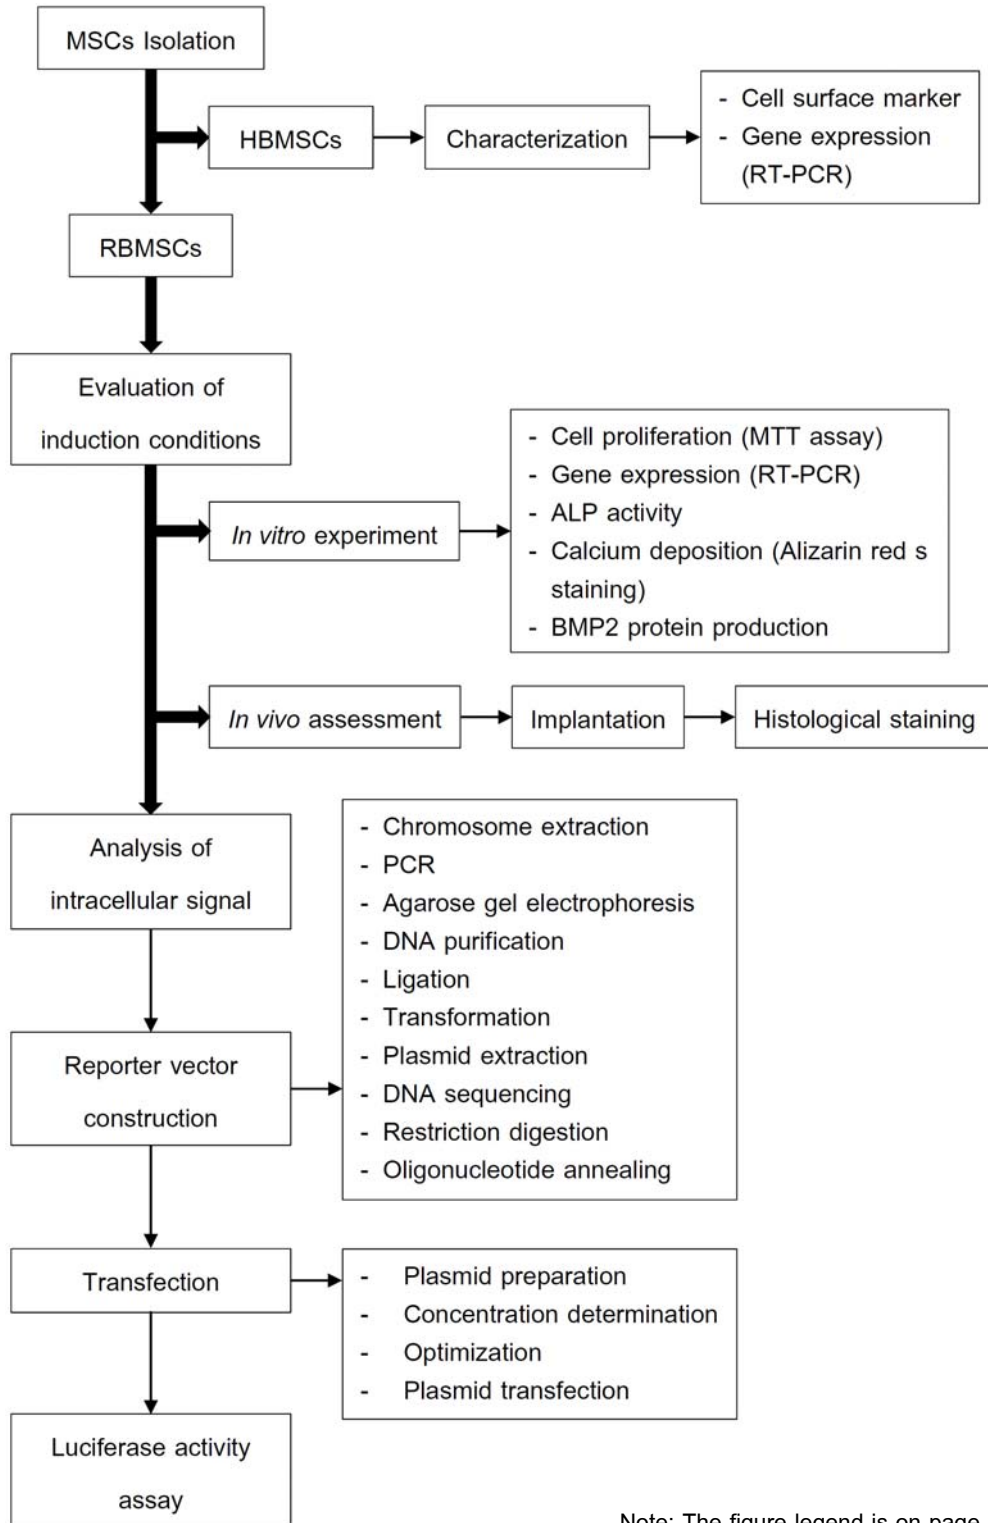 MSCs Isolation
HBMSCs
Characterization
- Cell surface marker
- Gene expression
(RT-PCR)
RBMSCs
Evaluation of
induction conditions
In vitro experiment
- Cell proliferation (MTT assay)
- Gene expression (RT-PCR)
- ALP activity
- Calcium deposition (Alizarin red s
staining)
- BMP2 protein production
In vivo assessment
Implantation
Histological staining
Analysis of
intracellular signal
Reporter vector
construction
- Chromosome extraction
- PCR
- Agarose gel electrophoresis
- DNA purification
- Ligation
- Transformation
- Plasmid extraction
- DNA sequencing
- Restriction digestion
- Oligonucleotide annealing
Transfection
- Plasmid preparation
- Concentration determination
- Optimization
- Plasmid transfection
Luciferase activity
assay
Note: The figure legend is on page